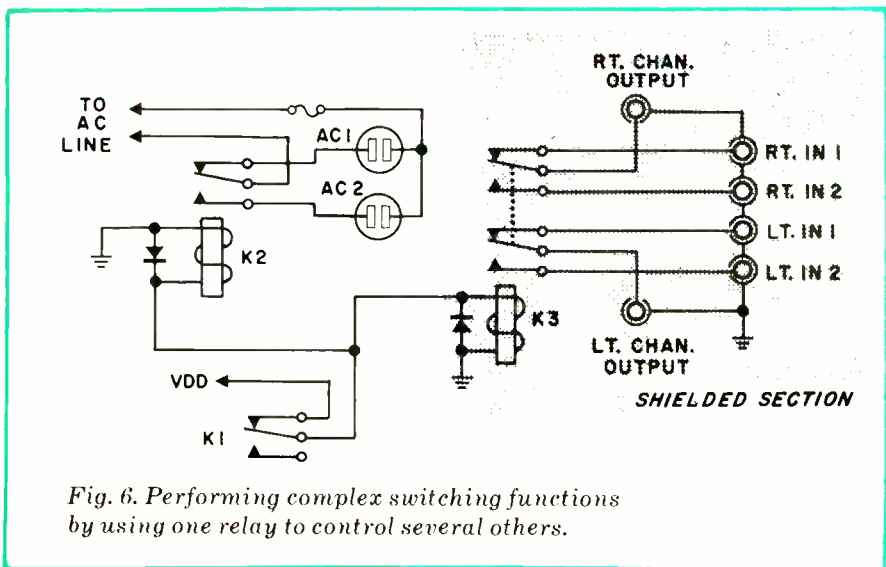 RT. CHAN.
OUTPUT
TO
AC
LINE
AC1
AC2
RT. IN 1
RT. IN 2
LT. IN 1
LT. IN 2
K2
K3
LT. CHAN.
OUTPUT
VDD
K1
SHIELDED SECTION
Fig. 6. Performing complex switching functions
by using one relay to control several others.